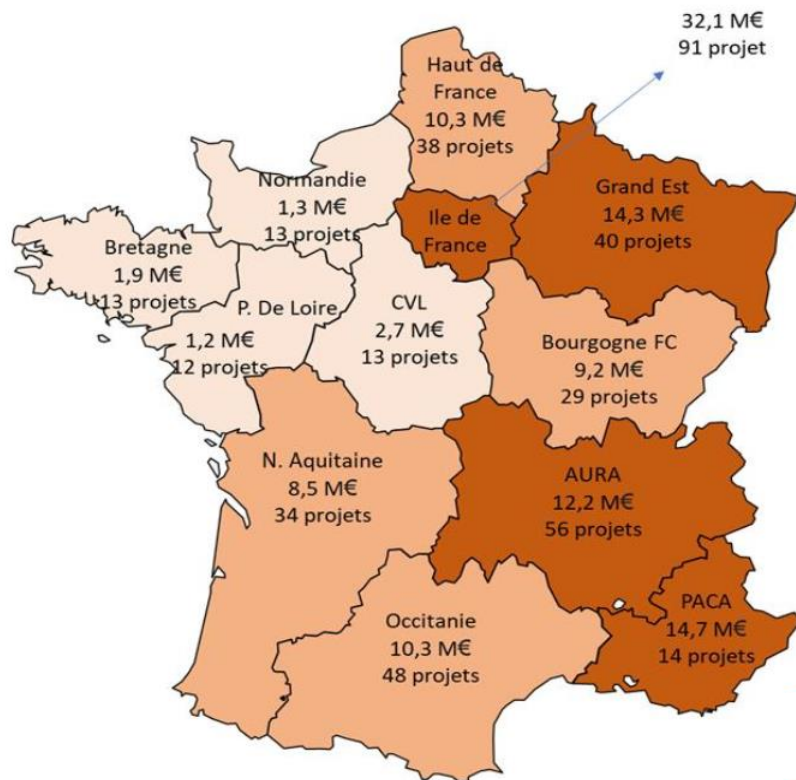 32,1 M€
91 projet
Haut de
France
10,3 M€
38 projets
Grand Est
14,3 M€
40 projets
Normandie
1,3 M€
13 projets
Ile de
France
Bretagne
1,9 M€
13 projets
P. De Loire
1,2 M€
12 projets
CVL
2,7 M€
13 projets
Bourgogne FC
9,2 M€
29 projets
N. Aquitaine
8,5 M€
34 projets
AURA
12,2 M€
56 projets
Occitanie
10,3 M€
48 projets
PACA
14,7 M€
14 projets